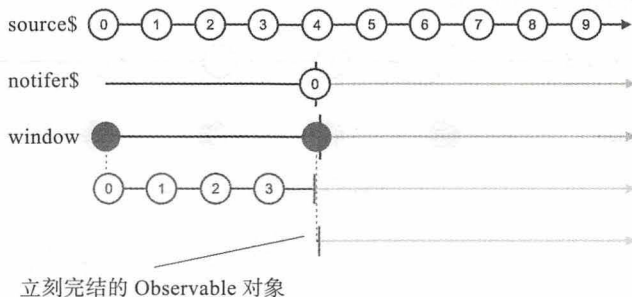 source$ 0 1 2 3 4 5 6 7 8 9
notifer$ 0
window
0 1 2 3
立刻完结的 Observable 对象